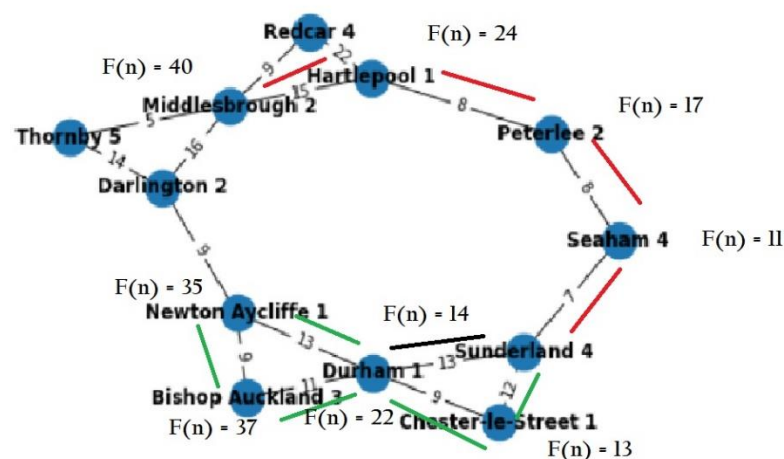 Redcar 4
F(n) = 24
22
9
F(n) = 40
Hartlepool 1
15
Middlesbrough 2
8
F(n) = 17
5
Thornby 5
Peterlee 2
14
16
Darlington 2
8
Seaham 4
F(n) = 11
9
F(n) = 35
7
Newton Aycliffe 1
F(n) = 14
13
13
Sunderland 4
6
Durham 1
11
12
Bishop Auckland 3
9
F(n) = 22
Chester-le-Street 1
F(n) = 37
F(n) = 13